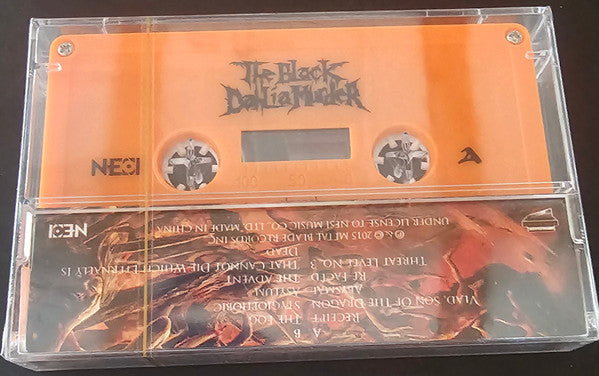 The Black
Dahlia Murder
NESI
A
A
RECEIPT
VLAD, SON OF THE DRAGON
ABYSMAL
RE-FACED
THREAT LEVEL NO. 3
B
THE FOG
STYGIOPHOBIC
ASYLUM
THE ADVENT
THAT CANNOT DIE WHICH ETERNALLY IS
DEAD
℗ & © 2015 METAL BLADE RECORDS INC.
UNDER LICENSE TO NESI MUSIC CO. LTD. MADE IN CHINA
NESI